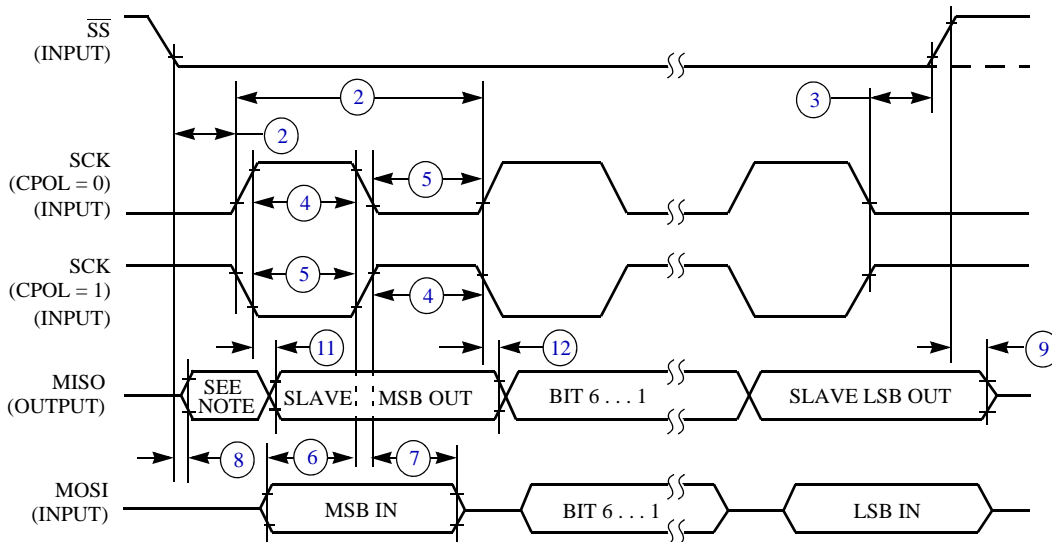 SS
(INPUT)
2
3
2
SCK
(CPOL = 0)
(INPUT)
5
4
SCK
(CPOL = 1)
(INPUT)
5
4
11
12
9
MISO
(OUTPUT)
SEE
NOTE
SLAVE
MSB OUT
BIT 6 . . . 1
SLAVE LSB OUT
8
6
7
MOSI
(INPUT)
MSB IN
BIT 6 . . . 1
LSB IN